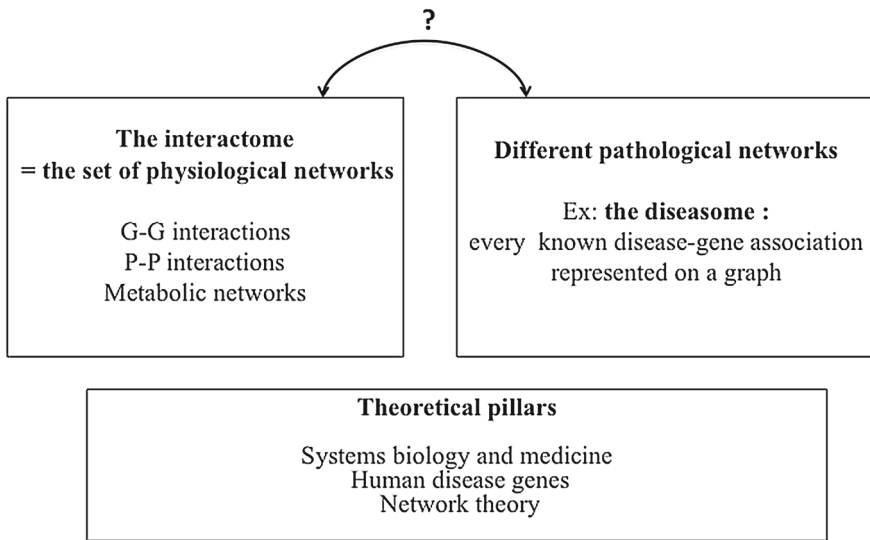 ?
The interactome
= the set of physiological networks
G-G interactions
P-P interactions
Metabolic networks
Different pathological networks
Ex: the diseasome :
every known disease-gene association
represented on a graph
Theoretical pillars
Systems biology and medicine
Human disease genes
Network theory